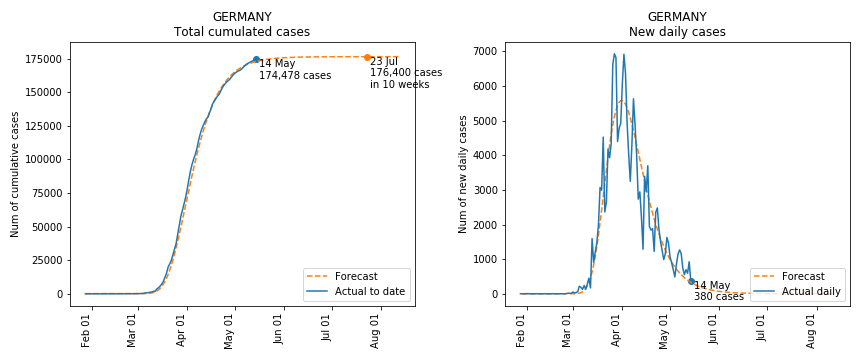 GERMANY
Total cumulated cases
Num of cumulative cases
175000
150000
125000
100000
75000
50000
25000
0
14 May
174,478 cases
23 Jul
176,400 cases
in 10 weeks
Forecast
Actual to date
Feb 01
Mar 01
Apr 01
May 01
Jun 01
Jul 01
Aug 01
GERMANY
New daily cases
Num of new daily cases
7000
6000
5000
4000
3000
2000
1000
0
14 May
380 cases
Forecast
Actual daily
Feb 01
Mar 01
Apr 01
May 01
Jun 01
Jul 01
Aug 01